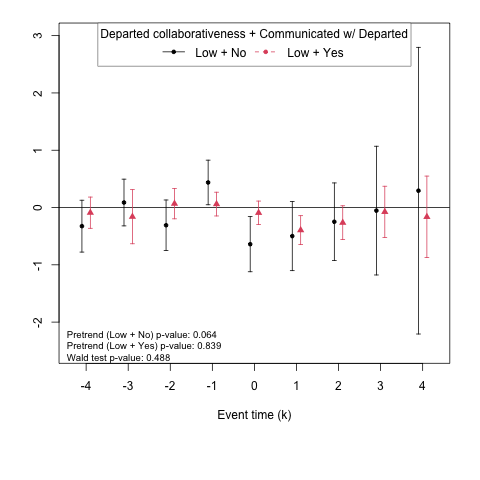 Departed collaborativeness + Communicated w/ Departed
Low + No Low + Yes
3
2
1
0
-1
-2
Pretrend (Low + No) p-value: 0.064
Pretrend (Low + Yes) p-value: 0.839
Wald test p-value: 0.488
-4 -3 -2 -1 0 1 2 3 4
Event time (k)